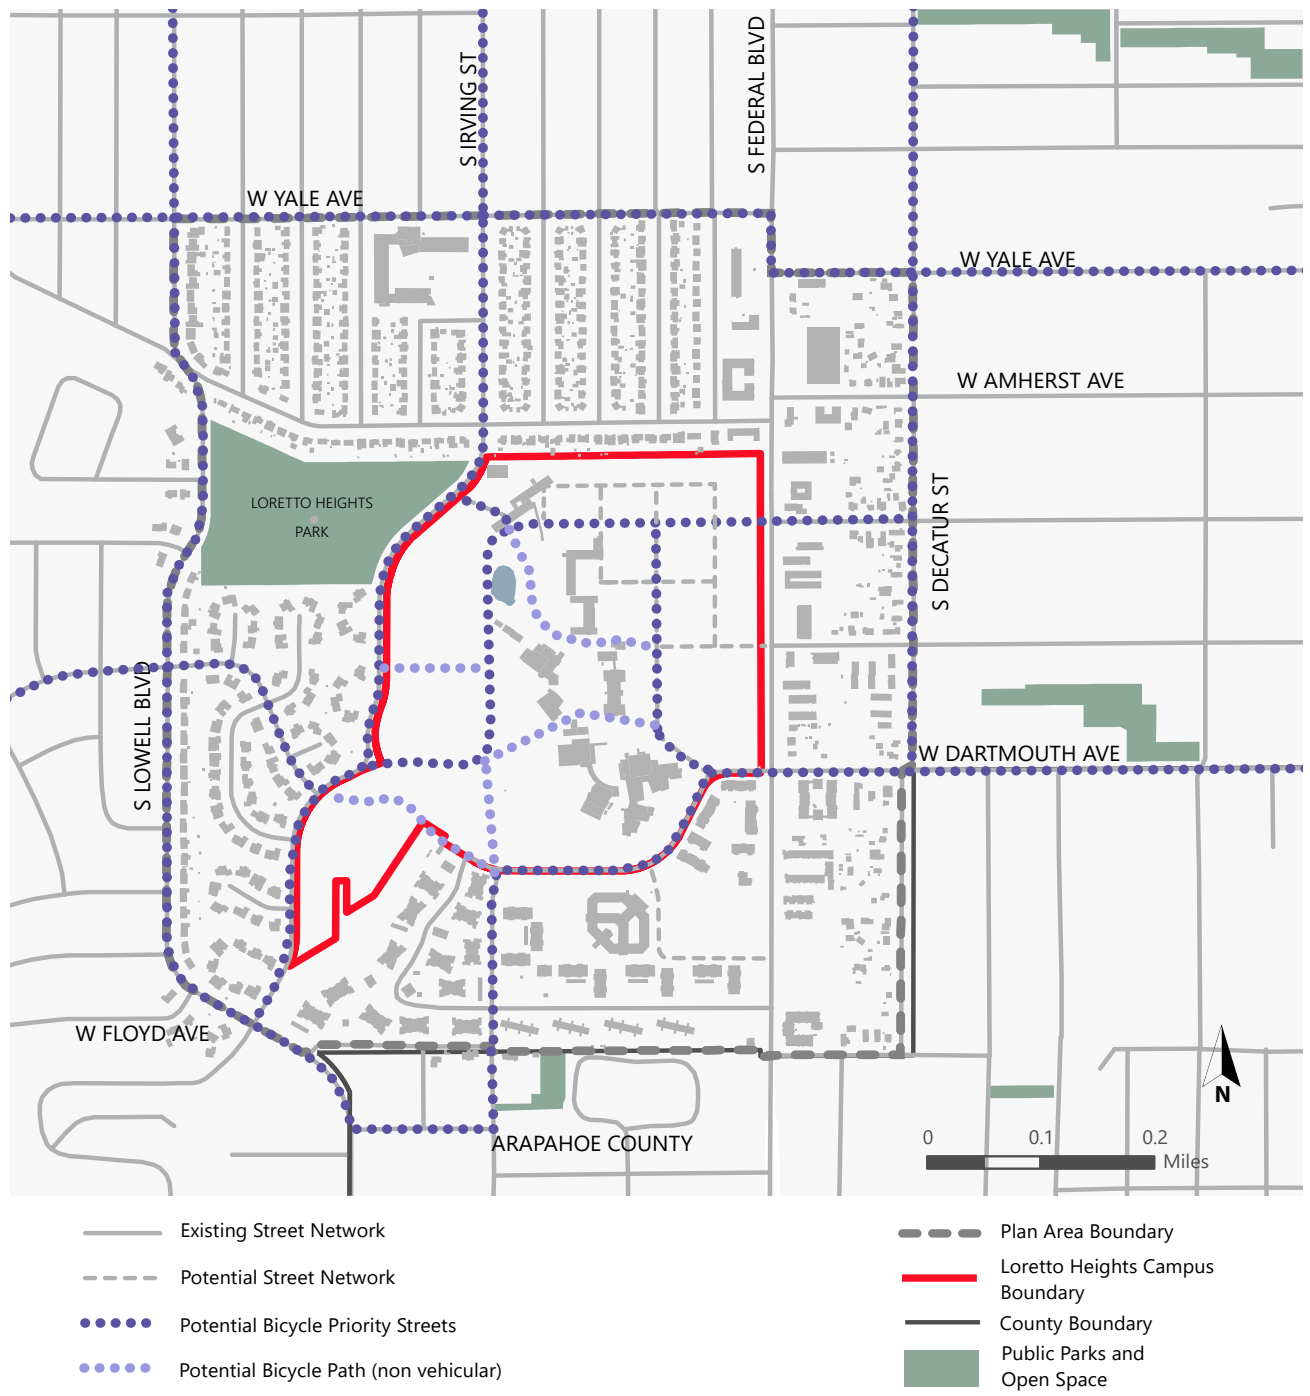 S IRVING ST
S FEDERAL BLVD
W YALE AVE
W YALE AVE
W AMHERST AVE
LORETTO HEIGHTS
PARK
S DECATUR ST
S LOWELL BLVD
W DARTMOUTH AVE
W FLOYD AVE
N
ARAPAHOE COUNTY
0 0.1 0.2
Miles
Existing Street Network
Potential Street Network
Potential Bicycle Priority Streets
Potential Bicycle Path (non vehicular)
Plan Area Boundary
Loretto Heights Campus
Boundary
County Boundary
Public Parks and
Open Space